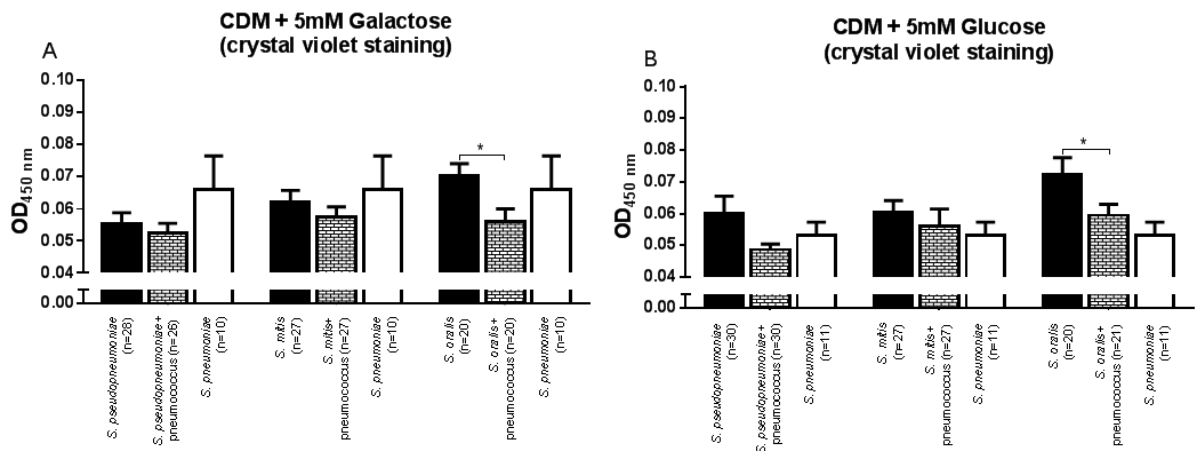 A
CDM + 5mM Galactose
(crystal violet staining)
OD450 nm
0.10
0.09
0.08
0.07
0.06
0.05
0.04
0.00
*
S. pseudopneumoniae
(n=28)
S. pseudopneumoniae +
pneumococcus (n=26)
S. pneumoniae
(n=10)
S. mitis
(n=27)
S. mitis+
pneumococcus (n=27)
S. pneumoniae
(n=10)
S. oralis
(n=20)
S. oralis+
pneumococcus (n=20)
S. pneumoniae
(n=10)
B
CDM + 5mM Glucose
(crystal violet staining)
OD450 nm
0.10
0.09
0.08
0.07
0.06
0.05
0.04
0.00
*
S. pseudopneumoniae
(n=30)
S. pseudopneumoniae +
pneumococcus (n=30)
S. pneumoniae
(n=11)
S. mitis
(n=27)
S. mitis+
pneumococcus (n=27)
S. pneumoniae
(n=11)
S. oralis
(n=20)
S. oralis+
pneumococcus (n=21)
S. pneumoniae
(n=11)